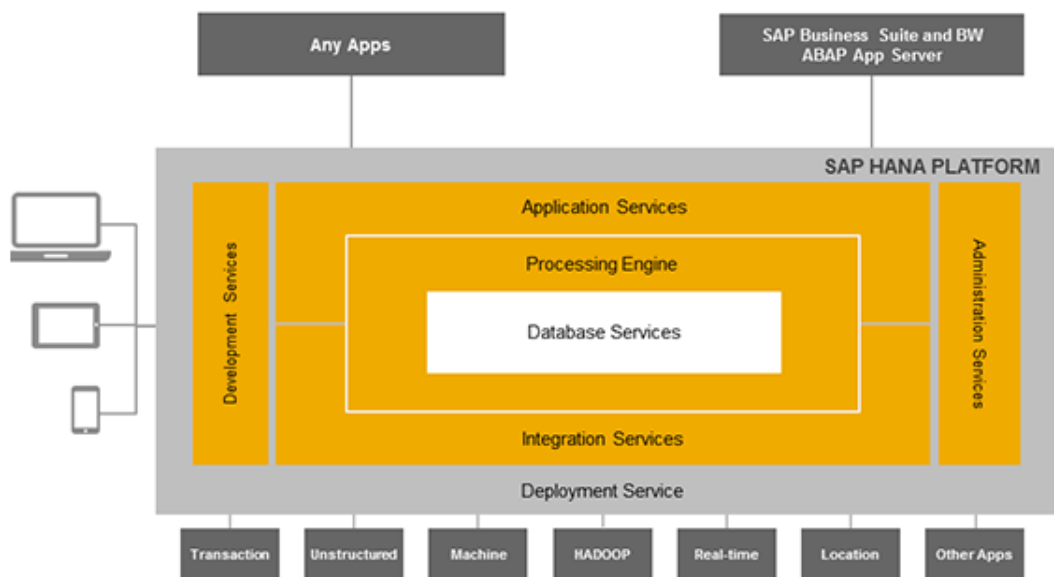 Any Apps
SAP Business Suite and BW
ABAP App Server
SAP HANA PLATFORM
Development Services
Application Services
Processing Engine
Database Services
Integration Services
Administration Services
Deployment Service
Transaction
Unstructured
Machine
HADOOP
Real-time
Location
Other Apps